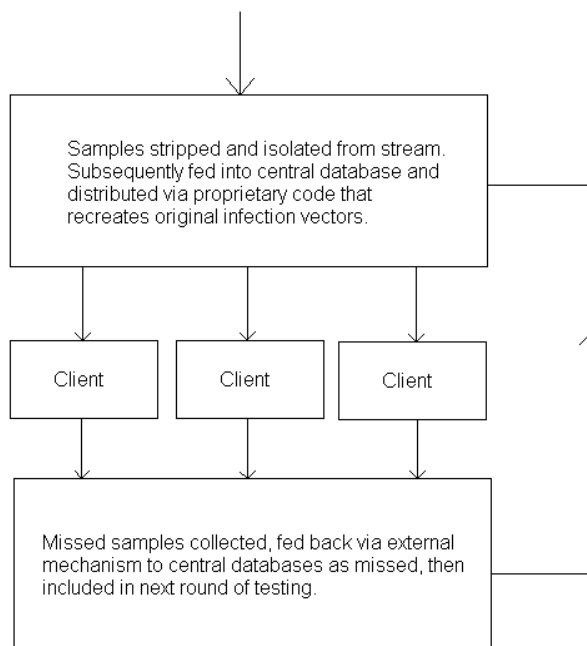 Samples stripped and isolated from stream.
Subsequently fed into central database and
distributed via proprietary code that
recreates original infection vectors.
Client
Client
Client
Missed samples collected, fed back via external
mechanism to central databases as missed, then
included in next round of testing.